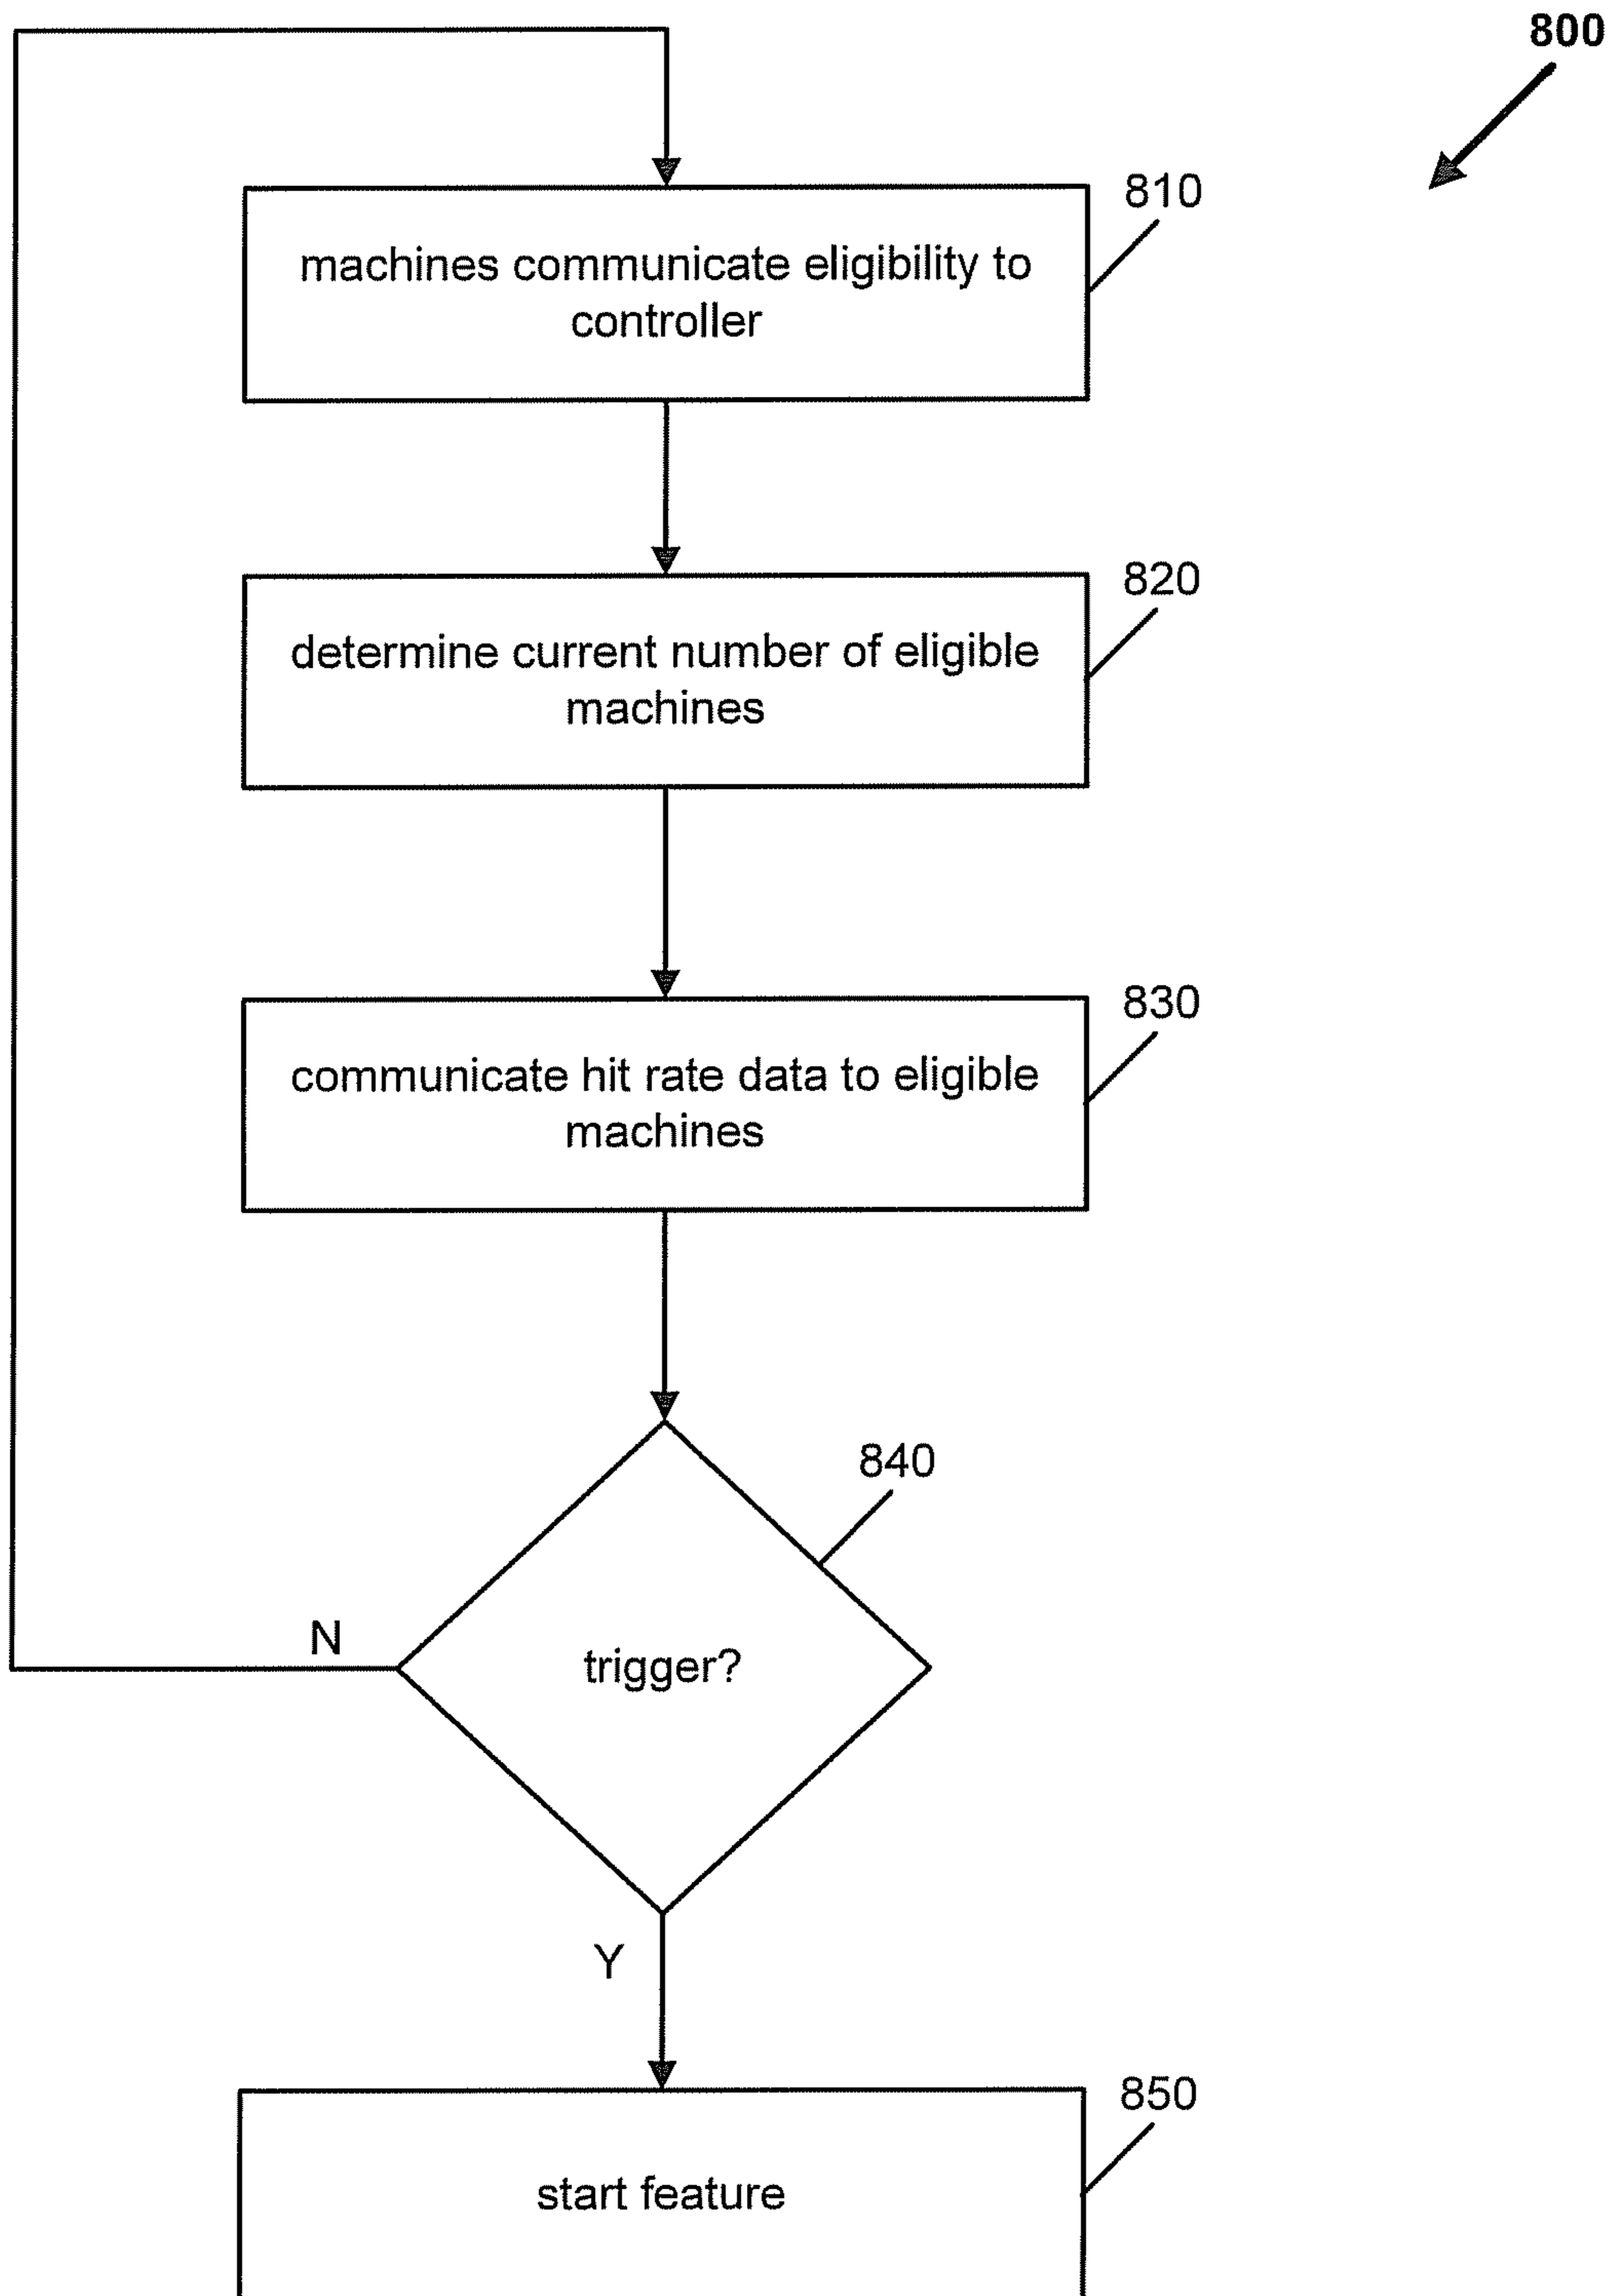 800
810
machines communicate eligibility to
controller
820
determine current number of eligible
machines
830
communicate hit rate data to eligible
machines
840
N
trigger?
Y
850
start feature